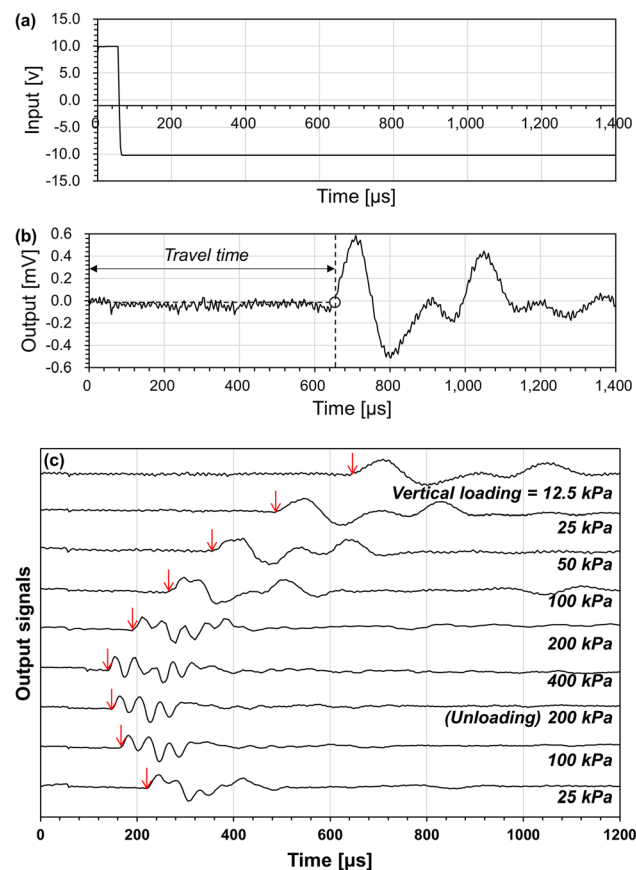 (a)
15.0
10.0
5.0
0.0
-5.0
-10.0
-15.0
Input [v]
0 200 400 600 800 1,000 1,200 1,400
Time [µs]
(b)
0.6
0.4
0.2
0.0
-0.2
-0.4
-0.6
Output [mV]
Travel time
0 200 400 600 800 1,000 1,200 1,400
Time [µs]
(c)
Output signals
Vertical loading = 12.5 kPa
25 kPa
50 kPa
100 kPa
200 kPa
400 kPa
(Unloading) 200 kPa
100 kPa
25 kPa
0 200 400 600 800 1000 1200
Time [µs]